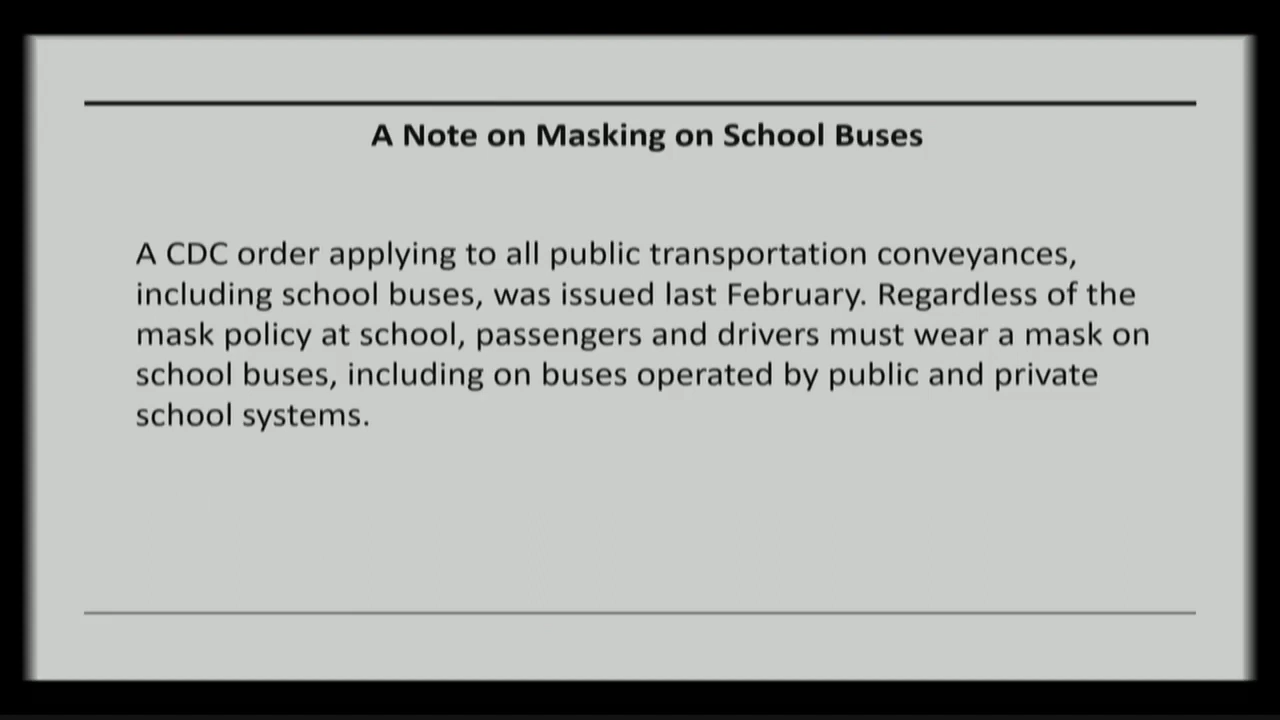 A Note on Masking on School Buses
A CDC order applying to all public transportation conveyances,
including school buses, was issued last February. Regardless of the
mask policy at school, passengers and drivers must wear a mask on
school buses, including on buses operated by public and private
school systems.